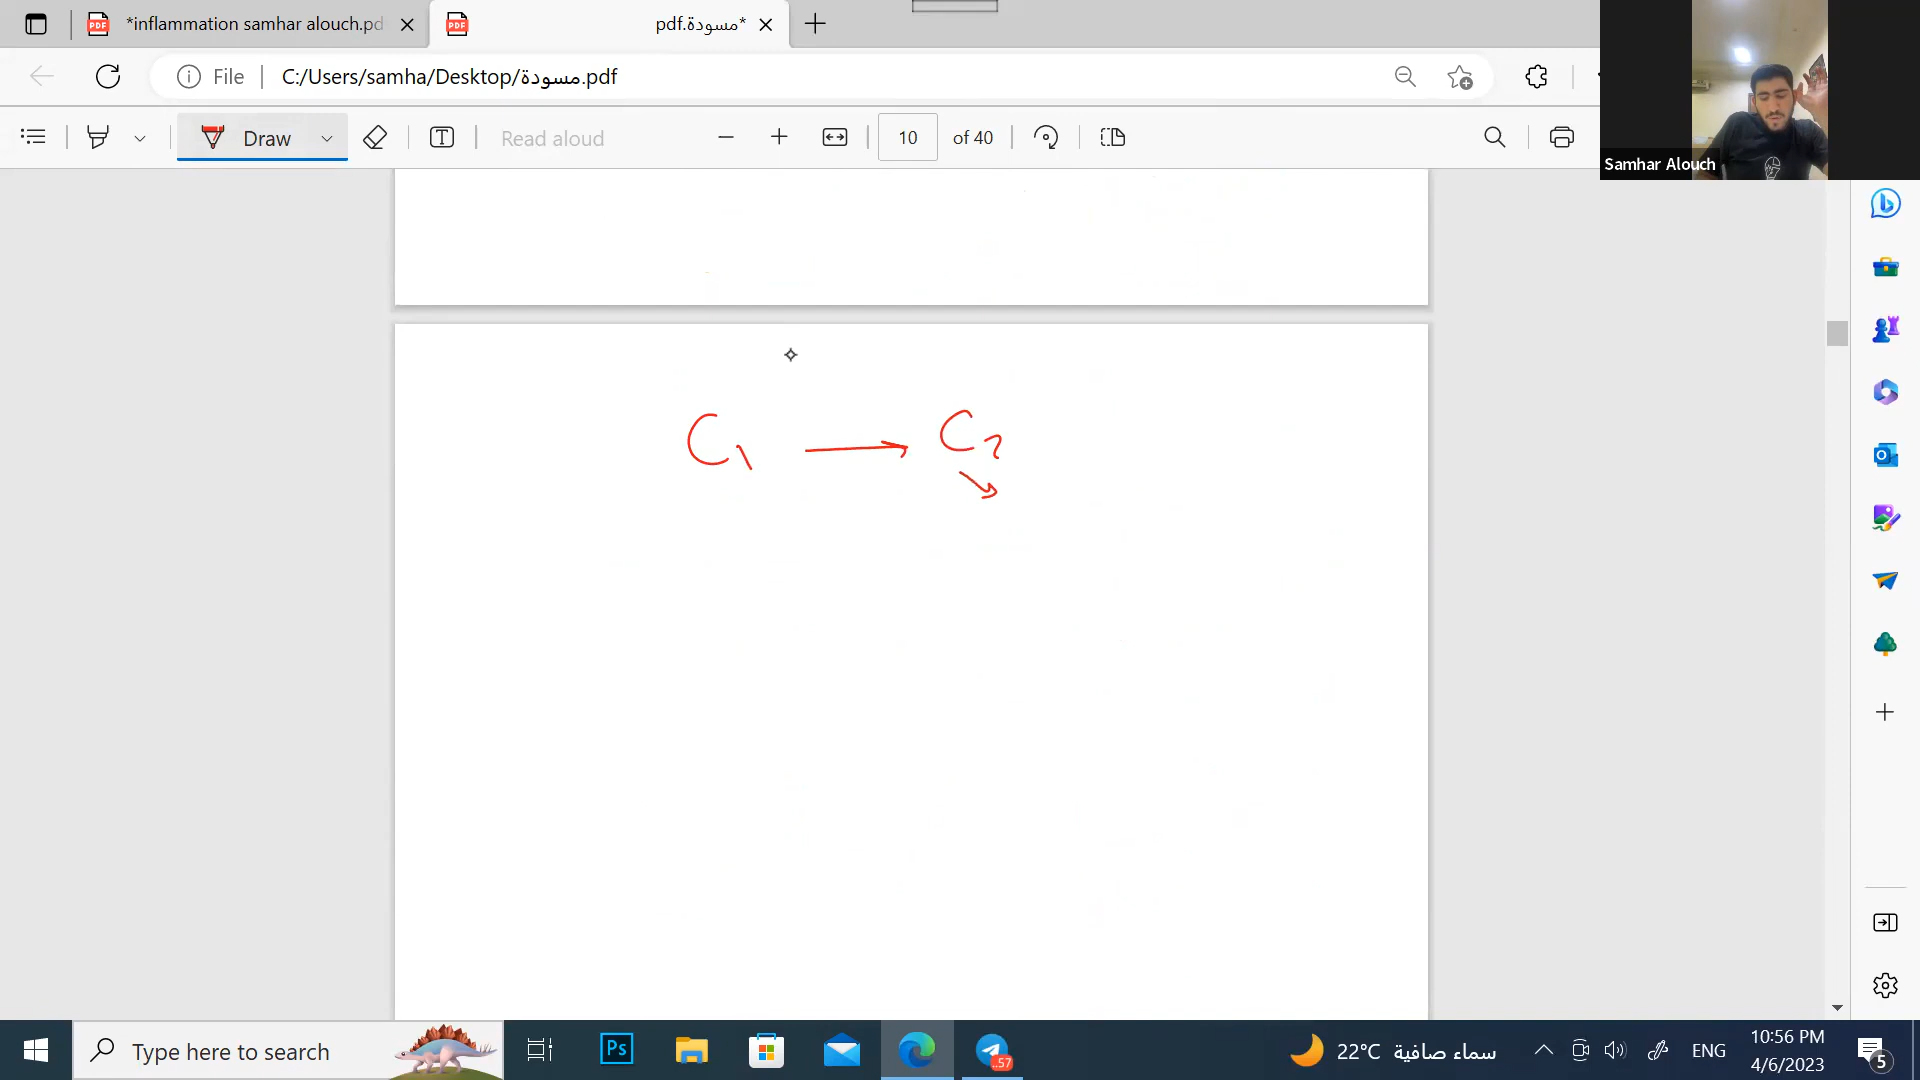 *inflammation samhar alouch.pd
*مسودة.pdf
File
C:/Users/samha/Desktop/مسودة.pdf
Draw
Read aloud
10
of 40
Samhar Alouch
C1 → C2
Type here to search
Ps
..57
22°C سماء صافية
ENG
10:56 PM
4/6/2023
5